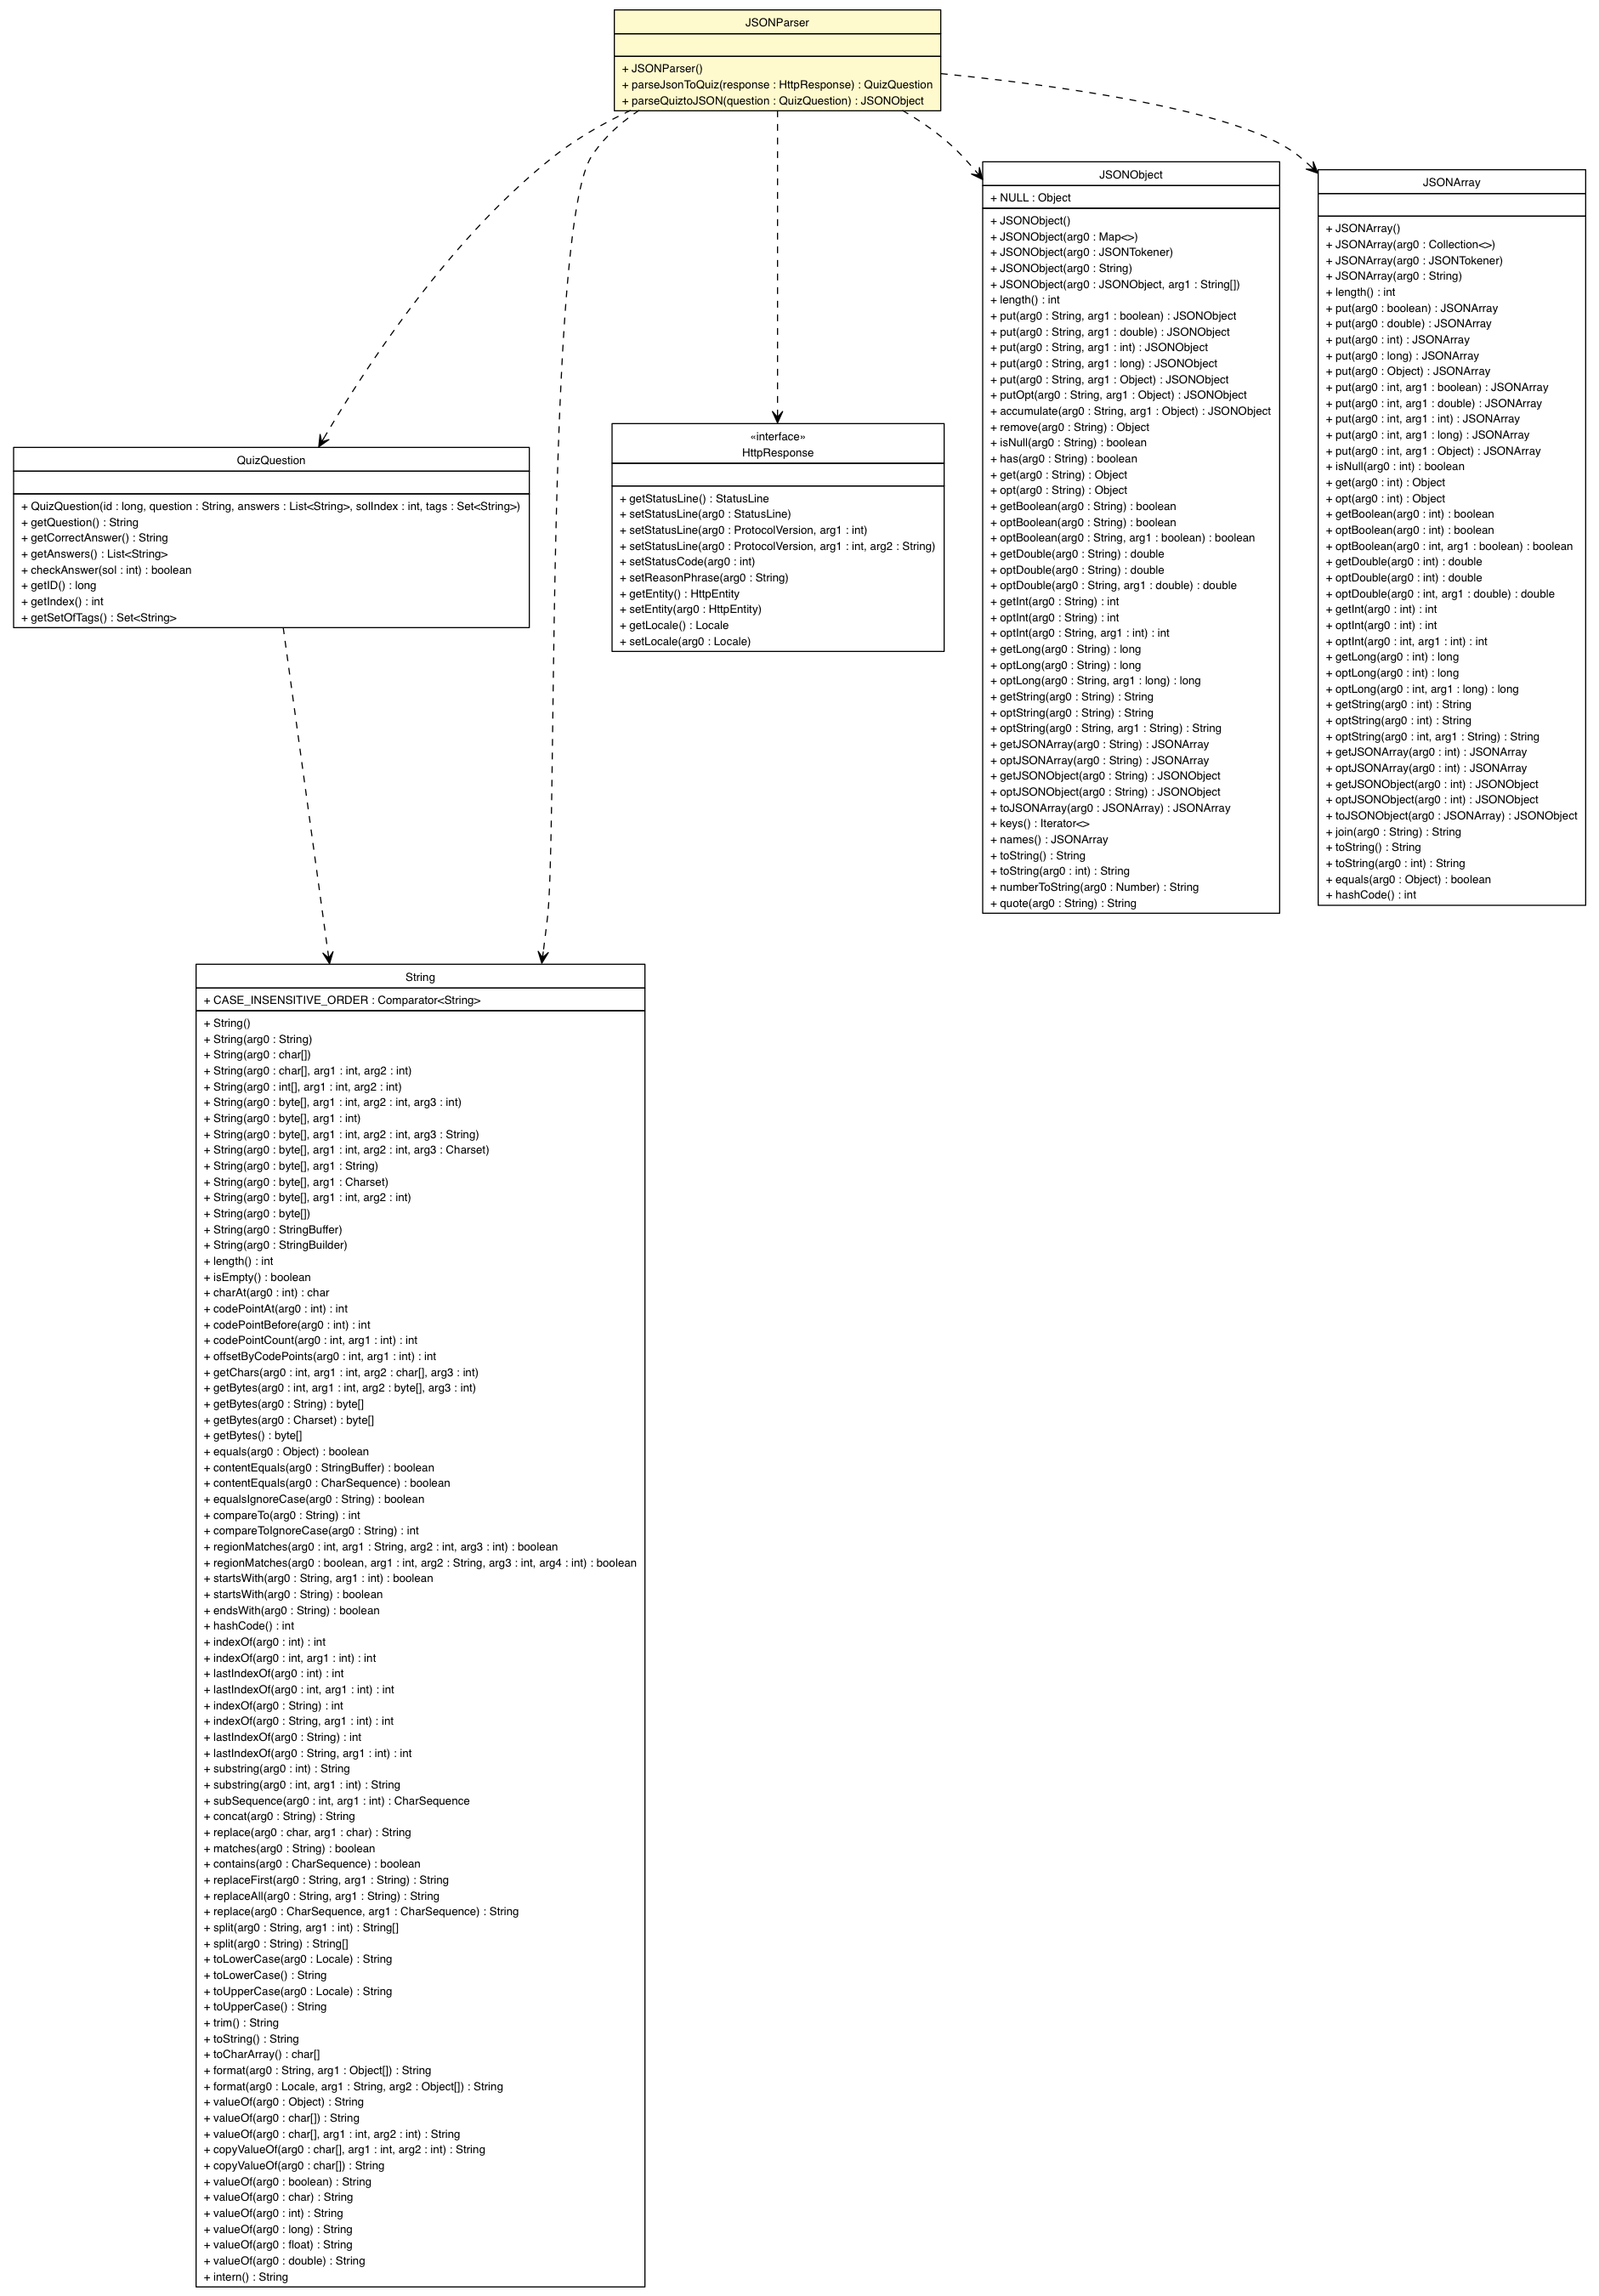 JSONParser
+ JSONParser()
+ parseJsonToQuiz(response : HttpResponse) : QuizQuestion
+ parseQuiztoJSON(question : QuizQuestion) : JSONObject
JSONObject
+ NULL : Object
+ JSONObject()
+ JSONObject(arg0 : Map<>)
+ JSONObject(arg0 : JSONTokener)
+ JSONObject(arg0 : String)
+ JSONObject(arg0 : JSONObject, arg1 : String[])
+ length() : int
+ put(arg0 : String, arg1 : boolean) : JSONObject
+ put(arg0 : String, arg1 : double) : JSONObject
+ put(arg0 : String, arg1 : int) : JSONObject
+ put(arg0 : String, arg1 : long) : JSONObject
+ put(arg0 : String, arg1 : Object) : JSONObject
+ putOpt(arg0 : String, arg1 : Object) : JSONObject
+ accumulate(arg0 : String, arg1 : Object) : JSONObject
+ remove(arg0 : String) : Object
+ isNull(arg0 : String) : boolean
+ has(arg0 : String) : boolean
+ get(arg0 : String) : Object
+ opt(arg0 : String) : Object
+ getBoolean(arg0 : String) : boolean
+ optBoolean(arg0 : String) : boolean
+ optBoolean(arg0 : String, arg1 : boolean) : boolean
+ getDouble(arg0 : String) : double
+ optDouble(arg0 : String) : double
+ optDouble(arg0 : String, arg1 : double) : double
+ getInt(arg0 : String) : int
+ optInt(arg0 : String) : int
+ optInt(arg0 : String, arg1 : int) : int
+ getLong(arg0 : String) : long
+ optLong(arg0 : String) : long
+ optLong(arg0 : String, arg1 : long) : long
+ getString(arg0 : String) : String
+ optString(arg0 : String) : String
+ optString(arg0 : String, arg1 : String) : String
+ getJSONArray(arg0 : String) : JSONArray
+ optJSONArray(arg0 : String) : JSONArray
+ getJSONObject(arg0 : String) : JSONObject
+ optJSONObject(arg0 : String) : JSONObject
+ toJSONArray(arg0 : JSONArray) : JSONArray
+ keys() : Iterator<>
+ names() : JSONArray
+ toString() : String
+ toString(arg0 : int) : String
+ numberToString(arg0 : Number) : String
+ quote(arg0 : String) : String
JSONArray
+ JSONArray()
+ JSONArray(arg0 : Collection<>)
+ JSONArray(arg0 : JSONTokener)
+ JSONArray(arg0 : String)
+ length() : int
+ put(arg0 : boolean) : JSONArray
+ put(arg0 : double) : JSONArray
+ put(arg0 : int) : JSONArray
+ put(arg0 : long) : JSONArray
+ put(arg0 : Object) : JSONArray
+ put(arg0 : int, arg1 : boolean) : JSONArray
+ put(arg0 : int, arg1 : double) : JSONArray
+ put(arg0 : int, arg1 : int) : JSONArray
+ put(arg0 : int, arg1 : long) : JSONArray
+ put(arg0 : int, arg1 : Object) : JSONArray
+ isNull(arg0 : int) : boolean
+ get(arg0 : int) : Object
+ opt(arg0 : int) : Object
+ getBoolean(arg0 : int) : boolean
+ optBoolean(arg0 : int) : boolean
+ optBoolean(arg0 : int, arg1 : boolean) : boolean
+ getDouble(arg0 : int) : double
+ optDouble(arg0 : int) : double
+ optDouble(arg0 : int, arg1 : double) : double
+ getInt(arg0 : int) : int
+ optInt(arg0 : int) : int
+ optInt(arg0 : int, arg1 : int) : int
+ getLong(arg0 : int) : long
+ optLong(arg0 : int) : long
+ optLong(arg0 : int, arg1 : long) : long
+ getString(arg0 : int) : String
+ optString(arg0 : int) : String
+ optString(arg0 : int, arg1 : String) : String
+ getJSONArray(arg0 : int) : JSONArray
+ optJSONArray(arg0 : int) : JSONArray
+ getJSONObject(arg0 : int) : JSONObject
+ optJSONObject(arg0 : int) : JSONObject
+ toJSONObject(arg0 : JSONArray) : JSONObject
+ join(arg0 : String) : String
+ toString() : String
+ toString(arg0 : int) : String
+ equals(arg0 : Object) : boolean
+ hashCode() : int
QuizQuestion
+ QuizQuestion(id : long, question : String, answers : List<String>, solIndex : int, tags : Set<String>)
+ getQuestion() : String
+ getCorrectAnswer() : String
+ getAnswers() : List<String>
+ checkAnswer(sol : int) : boolean
+ getID() : long
+ getIndex() : int
+ getSetOfTags() : Set<String>
«interface»
HttpResponse
+ getStatusLine() : StatusLine
+ setStatusLine(arg0 : StatusLine)
+ setStatusLine(arg0 : ProtocolVersion, arg1 : int)
+ setStatusLine(arg0 : ProtocolVersion, arg1 : int, arg2 : String)
+ setStatusCode(arg0 : int)
+ setReasonPhrase(arg0 : String)
+ getEntity() : HttpEntity
+ setEntity(arg0 : HttpEntity)
+ getLocale() : Locale
+ setLocale(arg0 : Locale)
String
+ CASE_INSENSITIVE_ORDER : Comparator<String>
+ String()
+ String(arg0 : String)
+ String(arg0 : char[])
+ String(arg0 : char[], arg1 : int, arg2 : int)
+ String(arg0 : int[], arg1 : int, arg2 : int)
+ String(arg0 : byte[], arg1 : int, arg2 : int, arg3 : int)
+ String(arg0 : byte[], arg1 : int)
+ String(arg0 : byte[], arg1 : int, arg2 : int, arg3 : String)
+ String(arg0 : byte[], arg1 : int, arg2 : int, arg3 : Charset)
+ String(arg0 : byte[], arg1 : String)
+ String(arg0 : byte[], arg1 : Charset)
+ String(arg0 : byte[], arg1 : int, arg2 : int)
+ String(arg0 : byte[])
+ String(arg0 : StringBuffer)
+ String(arg0 : StringBuilder)
+ length() : int
+ isEmpty() : boolean
+ charAt(arg0 : int) : char
+ codePointAt(arg0 : int) : int
+ codePointBefore(arg0 : int) : int
+ codePointCount(arg0 : int, arg1 : int) : int
+ offsetByCodePoints(arg0 : int, arg1 : int) : int
+ getChars(arg0 : int, arg1 : int, arg2 : char[], arg3 : int)
+ getBytes(arg0 : int, arg1 : int, arg2 : byte[], arg3 : int)
+ getBytes(arg0 : String) : byte[]
+ getBytes(arg0 : Charset) : byte[]
+ getBytes() : byte[]
+ equals(arg0 : Object) : boolean
+ contentEquals(arg0 : StringBuffer) : boolean
+ contentEquals(arg0 : CharSequence) : boolean
+ equalsIgnoreCase(arg0 : String) : boolean
+ compareTo(arg0 : String) : int
+ compareToIgnoreCase(arg0 : String) : int
+ regionMatches(arg0 : int, arg1 : String, arg2 : int, arg3 : int) : boolean
+ regionMatches(arg0 : boolean, arg1 : int, arg2 : String, arg3 : int, arg4 : int) : boolean
+ startsWith(arg0 : String, arg1 : int) : boolean
+ startsWith(arg0 : String) : boolean
+ endsWith(arg0 : String) : boolean
+ hashCode() : int
+ indexOf(arg0 : int) : int
+ indexOf(arg0 : int, arg1 : int) : int
+ lastIndexOf(arg0 : int) : int
+ lastIndexOf(arg0 : int, arg1 : int) : int
+ indexOf(arg0 : String) : int
+ indexOf(arg0 : String, arg1 : int) : int
+ lastIndexOf(arg0 : String) : int
+ lastIndexOf(arg0 : String, arg1 : int) : int
+ substring(arg0 : int) : String
+ substring(arg0 : int, arg1 : int) : String
+ subSequence(arg0 : int, arg1 : int) : CharSequence
+ concat(arg0 : String) : String
+ replace(arg0 : char, arg1 : char) : String
+ matches(arg0 : String) : boolean
+ contains(arg0 : CharSequence) : boolean
+ replaceFirst(arg0 : String, arg1 : String) : String
+ replaceAll(arg0 : String, arg1 : String) : String
+ replace(arg0 : CharSequence, arg1 : CharSequence) : String
+ split(arg0 : String, arg1 : int) : String[]
+ split(arg0 : String) : String[]
+ toLowerCase(arg0 : Locale) : String
+ toLowerCase() : String
+ toUpperCase(arg0 : Locale) : String
+ toUpperCase() : String
+ trim() : String
+ toString() : String
+ toCharArray() : char[]
+ format(arg0 : String, arg1 : Object[]) : String
+ format(arg0 : Locale, arg1 : String, arg2 : Object[]) : String
+ valueOf(arg0 : Object) : String
+ valueOf(arg0 : char[]) : String
+ valueOf(arg0 : char[], arg1 : int, arg2 : int) : String
+ copyValueOf(arg0 : char[], arg1 : int, arg2 : int) : String
+ copyValueOf(arg0 : char[]) : String
+ valueOf(arg0 : boolean) : String
+ valueOf(arg0 : char) : String
+ valueOf(arg0 : int) : String
+ valueOf(arg0 : long) : String
+ valueOf(arg0 : float) : String
+ valueOf(arg0 : double) : String
+ intern() : String